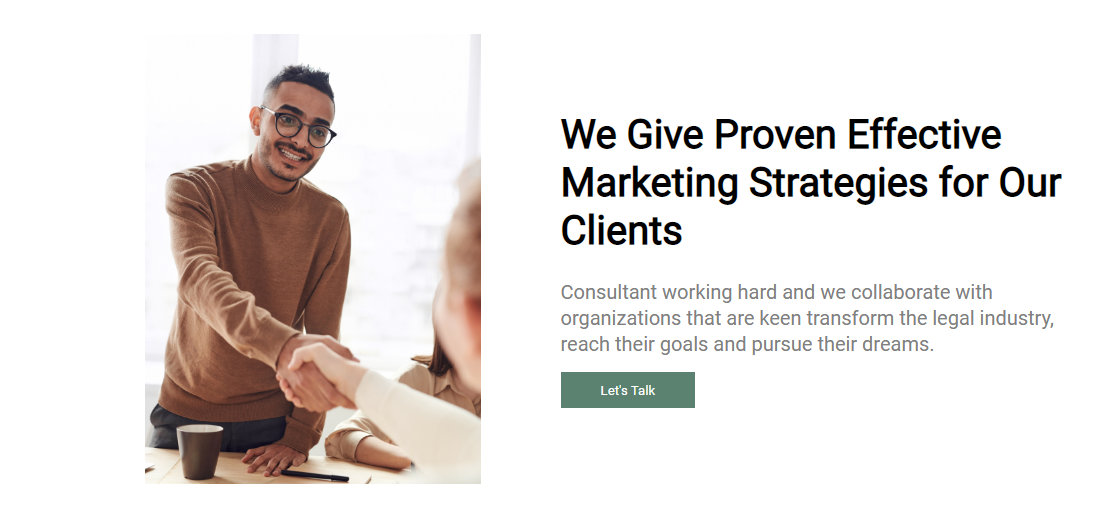 We Give Proven Effective
Marketing Strategies for Our
Clients
Consultant working hard and we collaborate with
organizations that are keen transform the legal industry,
reach their goals and pursue their dreams.
Let's Talk